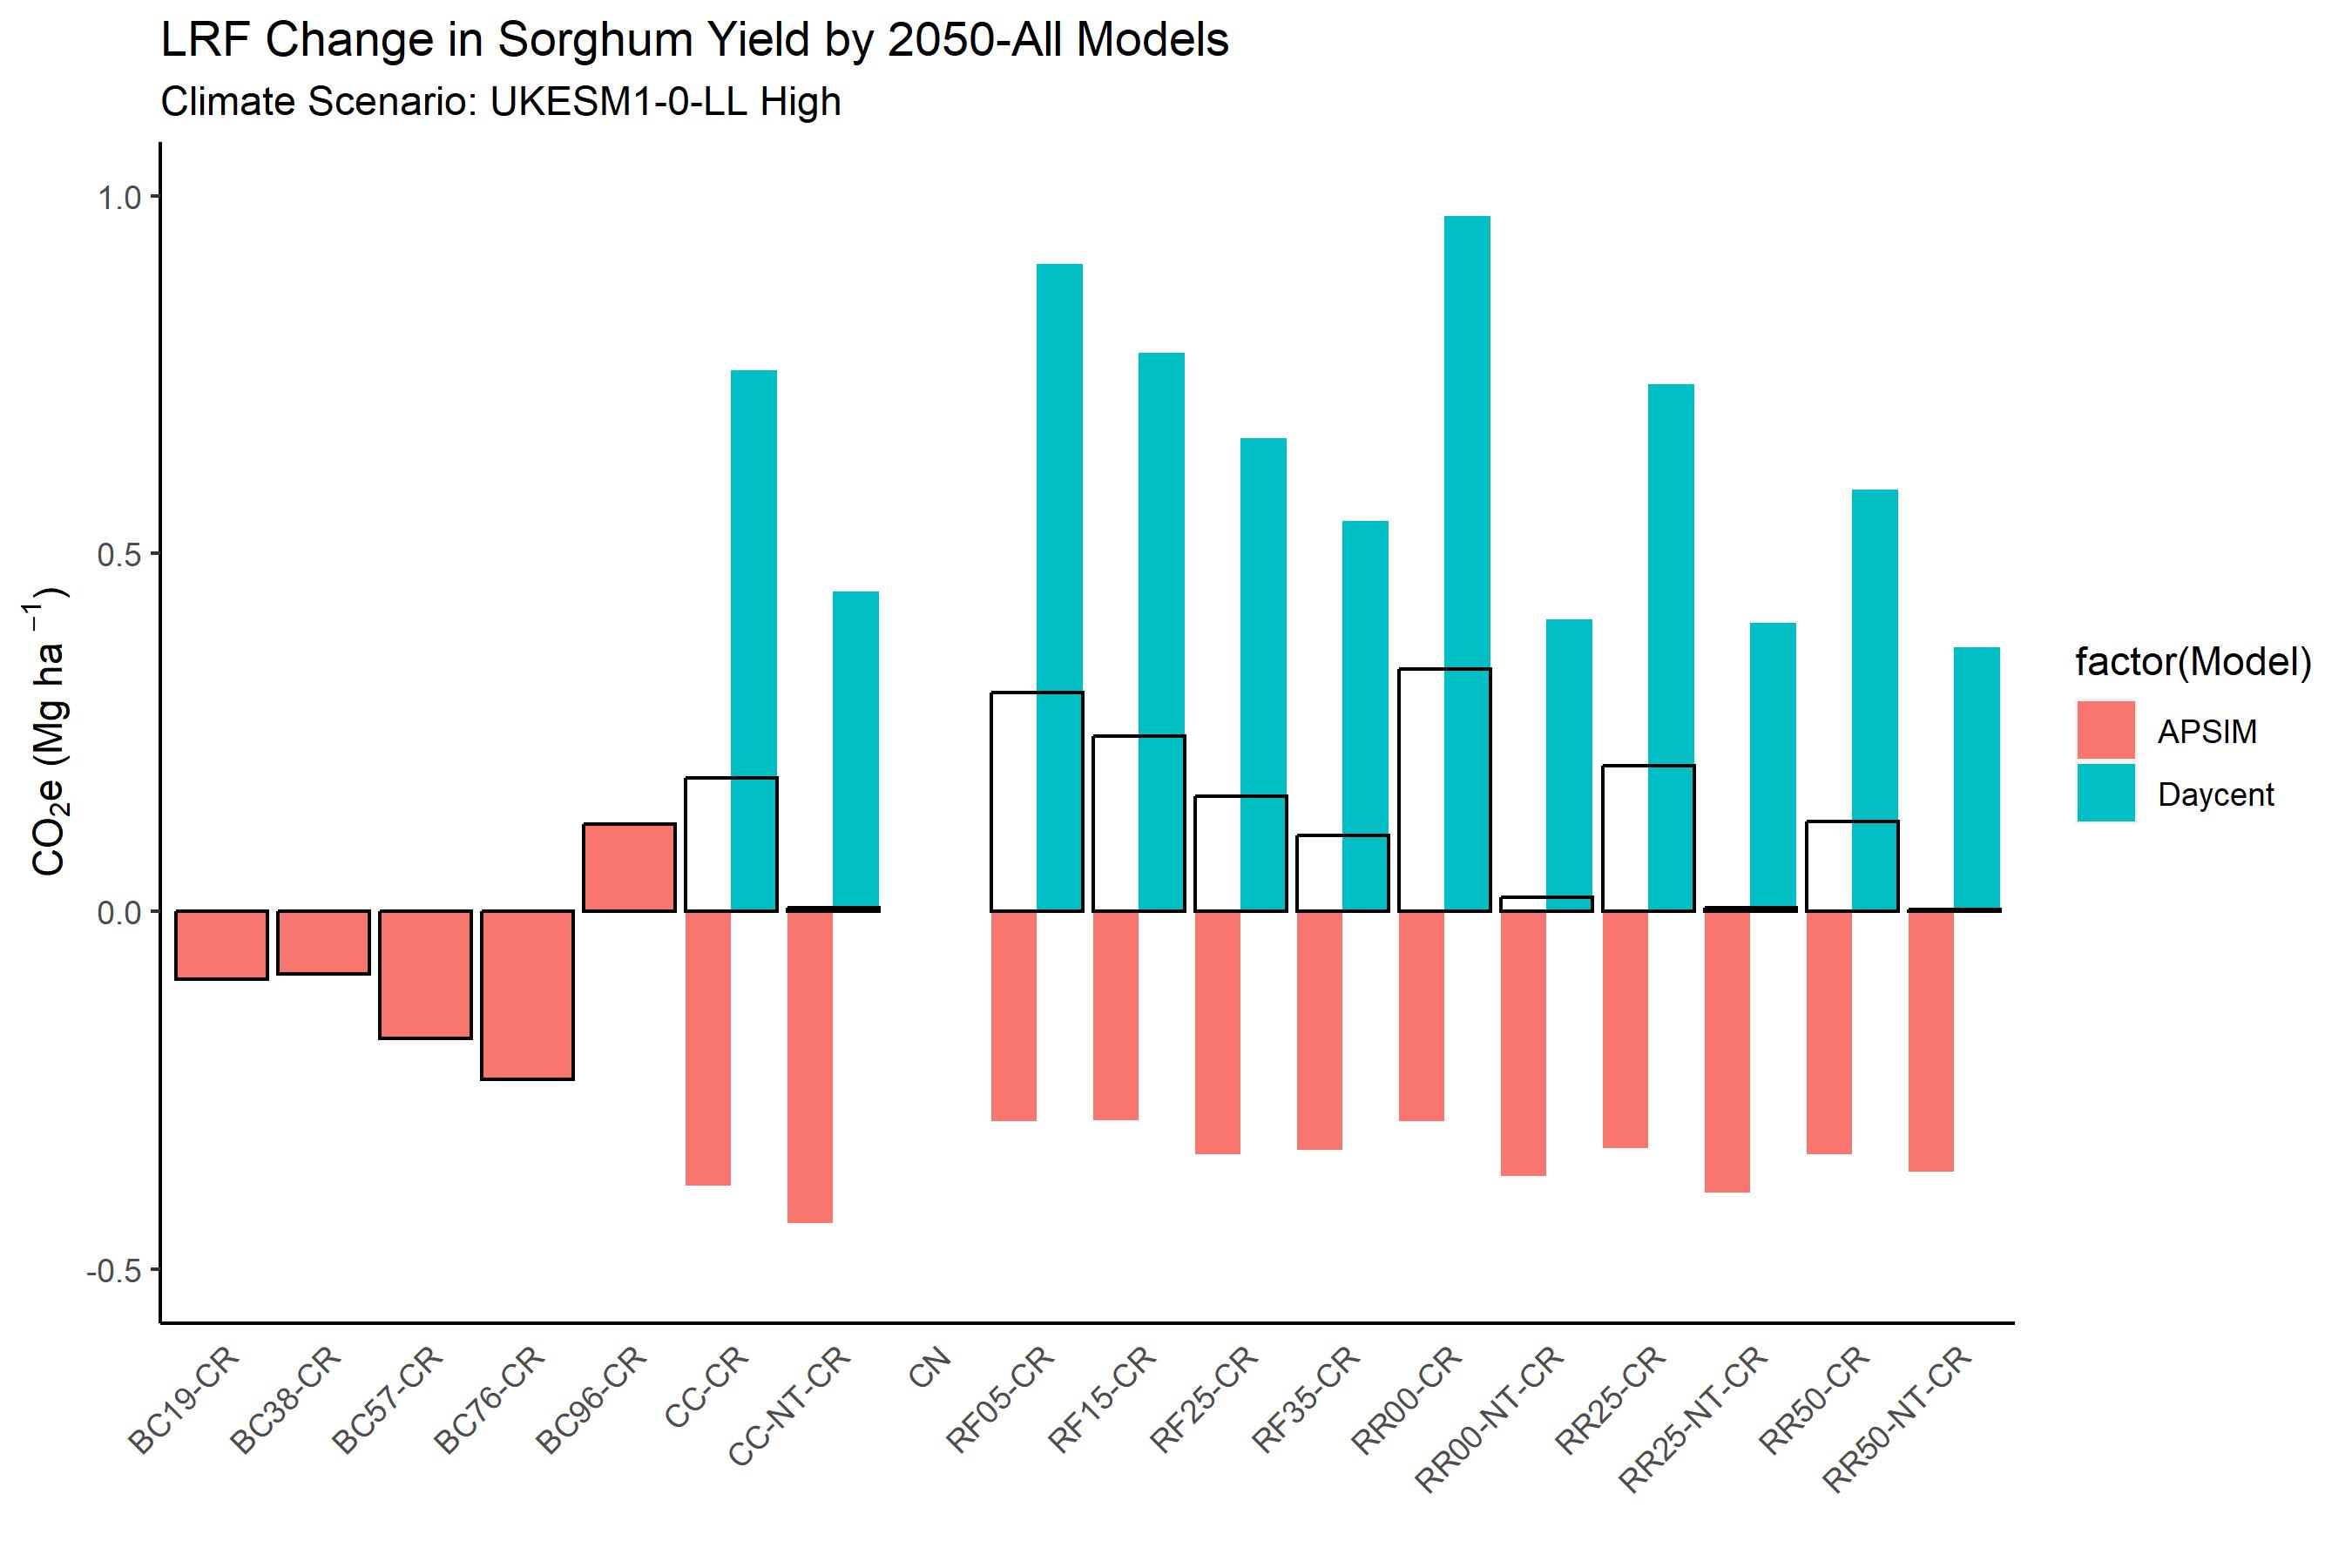 LRF Change in Sorghum Yield by 2050-All Models
Climate Scenario: UKESM1-0-LL High
CO₂e (Mg ha ⁻¹)
1.0
0.5
0.0
-0.5
BC19-CR
BC38-CR
BC57-CR
BC76-CR
BC96-CR
CC-CR
CC-NT-CR
CN
RF05-CR
RF15-CR
RF25-CR
RF35-CR
RR00-CR
RR00-NT-CR
RR25-CR
RR25-NT-CR
RR50-CR
RR50-NT-CR
factor(Model)
APSIM
Daycent